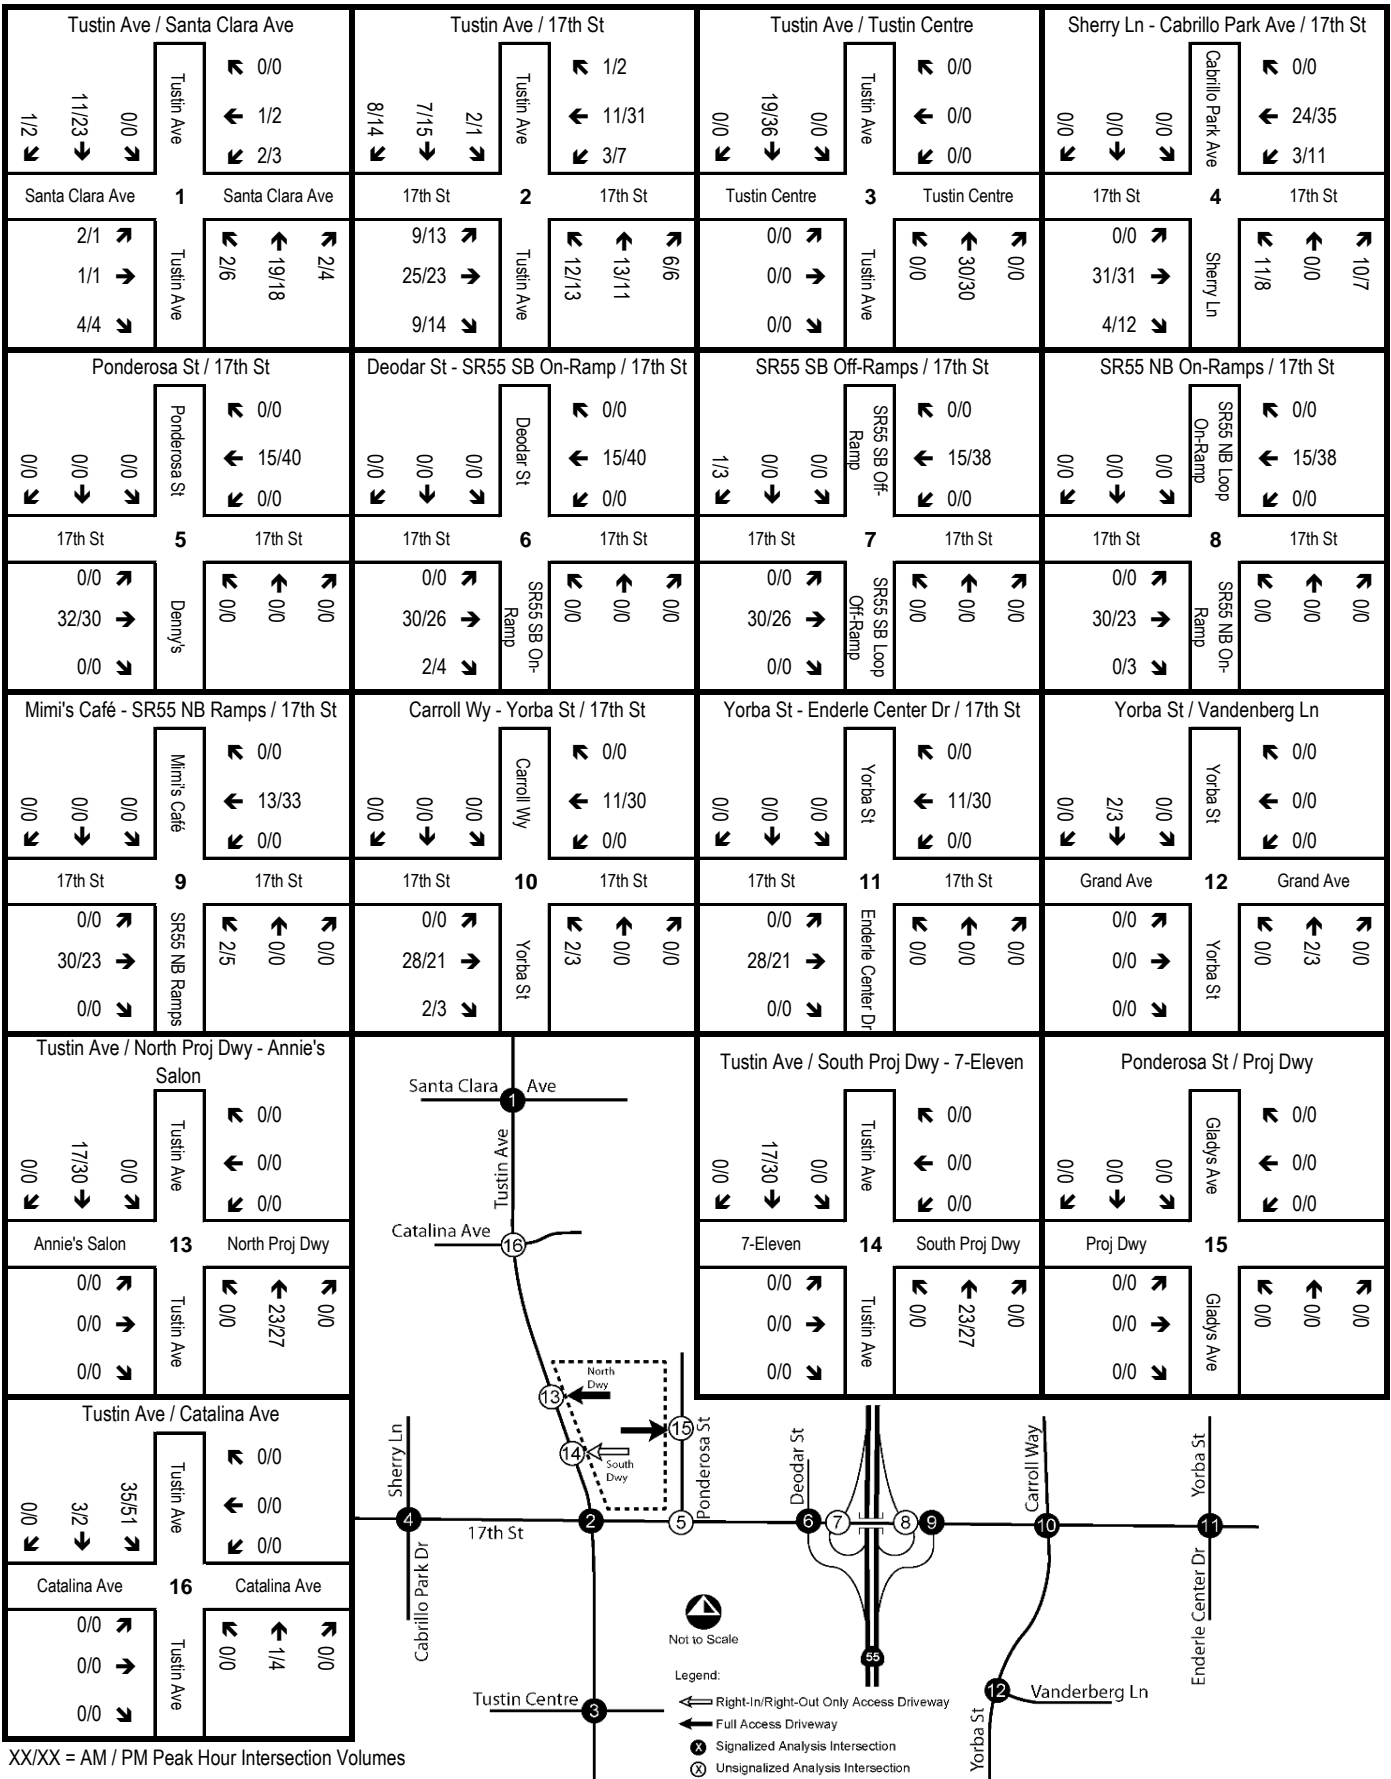 Tustin Ave / Santa Clara Ave
1/2
11/23
0/0
Tustin Ave
0/0
1/2
2/3
Santa Clara Ave
1
Santa Clara Ave
2/1
1/1
4/4
Tustin Ave
2/6
19/18
2/4
Tustin Ave / 17th St
8/14
7/15
2/1
Tustin Ave
1/2
11/31
3/7
17th St
2
17th St
9/13
25/23
9/14
Tustin Ave
12/13
13/11
6/6
Tustin Ave / Tustin Centre
0/0
19/36
0/0
Tustin Ave
0/0
0/0
0/0
Tustin Centre
3
Tustin Centre
0/0
0/0
0/0
Tustin Ave
0/0
30/30
0/0
Sherry Ln - Cabrillo Park Ave / 17th St
0/0
0/0
0/0
Cabrillo Park Ave
0/0
24/35
3/11
17th St
4
17th St
0/0
31/31
4/12
Sherry Ln
11/8
0/0
10/7
Ponderosa St / 17th St
0/0
0/0
0/0
Ponderosa St
0/0
15/40
0/0
17th St
5
17th St
0/0
32/30
0/0
Denny's
0/0
0/0
0/0
Deodar St - SR55 SB On-Ramp / 17th St
0/0
0/0
0/0
Deodar St
0/0
15/40
0/0
17th St
6
17th St
0/0
30/26
2/4
SR55 SB On-
Ramp
0/0
0/0
0/0
SR55 SB Off-Ramps / 17th St
1/3
0/0
0/0
SR55 SB Off-
Ramp
0/0
15/38
0/0
17th St
7
17th St
0/0
30/26
0/0
SR55 SB Loop
Off-Ramp
0/0
0/0
0/0
SR55 NB On-Ramps / 17th St
0/0
0/0
0/0
SR55 NB Loop
On-Ramp
0/0
15/38
0/0
17th St
8
17th St
0/0
30/23
0/3
SR55 NB On-
Ramp
0/0
0/0
0/0
Mimi's Café - SR55 NB Ramps / 17th St
0/0
0/0
0/0
Mimi's Café
0/0
13/33
0/0
17th St
9
17th St
0/0
30/23
0/0
SR55 NB Ramps
2/5
0/0
0/0
Carroll Wy - Yorba St / 17th St
0/0
0/0
0/0
Carroll Wy
0/0
11/30
0/0
17th St
10
17th St
0/0
28/21
2/3
Yorba St
2/3
0/0
0/0
Yorba St - Enderle Center Dr / 17th St
0/0
0/0
0/0
Yorba St
0/0
11/30
0/0
17th St
11
17th St
0/0
28/21
0/0
Enderle Center Dr
0/0
0/0
0/0
Yorba St / Vandenberg Ln
0/0
2/3
0/0
Yorba St
0/0
0/0
0/0
Grand Ave
12
Grand Ave
0/0
0/0
0/0
Yorba St
0/0
2/3
0/0
Tustin Ave / North Proj Dwy - Annie's
Salon
0/0
17/30
0/0
Tustin Ave
0/0
0/0
0/0
Annie's Salon
13
North Proj Dwy
0/0
0/0
0/0
Tustin Ave
0/0
23/27
0/0
Tustin Ave / South Proj Dwy - 7-Eleven
0/0
17/30
0/0
Tustin Ave
0/0
0/0
0/0
7-Eleven
14
South Proj Dwy
0/0
0/0
0/0
Tustin Ave
0/0
23/27
0/0
Ponderosa St / Proj Dwy
0/0
0/0
0/0
Gladys Ave
0/0
0/0
0/0
Proj Dwy
15
0/0
0/0
0/0
Gladys Ave
0/0
0/0
0/0
Tustin Ave / Catalina Ave
0/0
3/2
35/51
Tustin Ave
0/0
0/0
0/0
Catalina Ave
16
Catalina Ave
0/0
0/0
0/0
Tustin Ave
0/0
1/4
0/0
Santa Clara Ave
1
Tustin Ave
Catalina Ave
16
North
Dwy
13
15
14
South
Dwy
Ponderosa St
Sherry Ln
Deodar St
Carroll Way
Yorba St
4
2
5
6
7
8
9
10
11
17th St
Cabrillo Park Dr
Enderle Center Dr
Not to Scale
55
Tustin Centre
3
12
Vanderberg Ln
Yorba St
Legend:
Right-In/Right-Out Only Access Driveway
Full Access Driveway
X Signalized Analysis Intersection
X Unsignalized Analysis Intersection
XX/XX = AM / PM Peak Hour Intersection Volumes